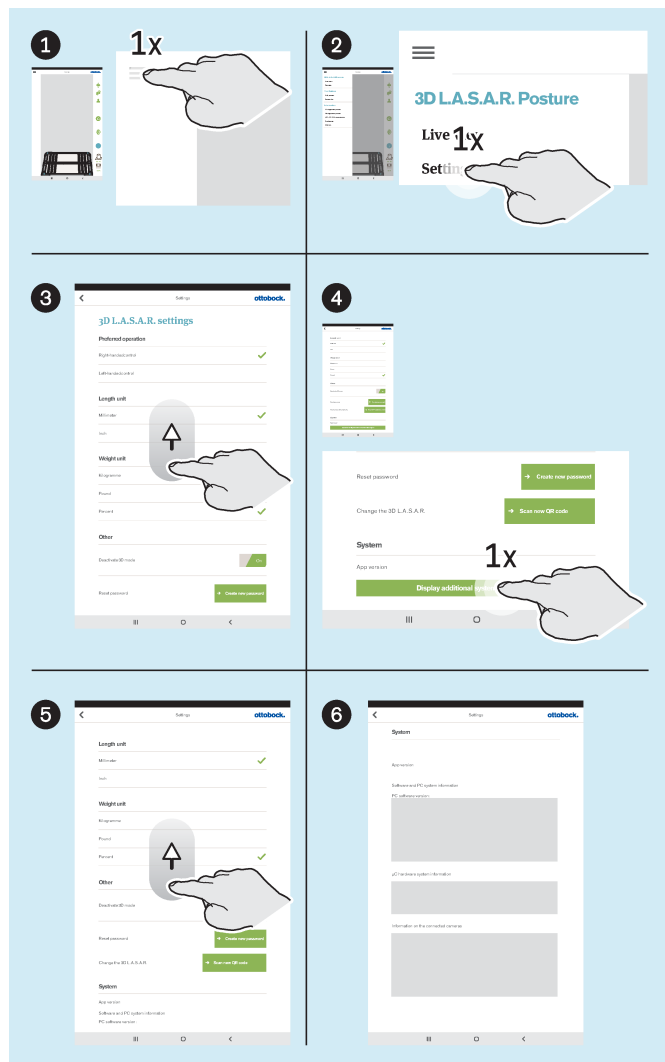 1
1x
2
3D L.A.S.A.R. Posture
Live
1x
Settin
3
Settings
ottobock.
3D L.A.S.A.R. settings
Preferred operation
Right-handed control
Left-handed control
Length unit
Millimeter
Inch
Weight unit
Kilogramme
Pound
Percent
Other
Deactivate 3D mode
On
Reset password
→ Create new password
4
Reset password
→ Create new password
Change the 3D L.A.S.A.R.
→ Scan new QR code
System
1x
App version
Display additional
5
Settings
ottobock.
Length unit
Millimeter
Inch
Weight unit
Kilogramme
Pound
Percent
Other
Deactivate 3D mode
Reset password
→ Create new password
Change the 3D L.A.S.A.R.
→ Scan new QR code
System
App version
Software and PC system information
PC software version :
6
Settings
ottobock.
System
App version
Software and PC system information
PC software version :
µC hardware system information
Information on the connected cameras